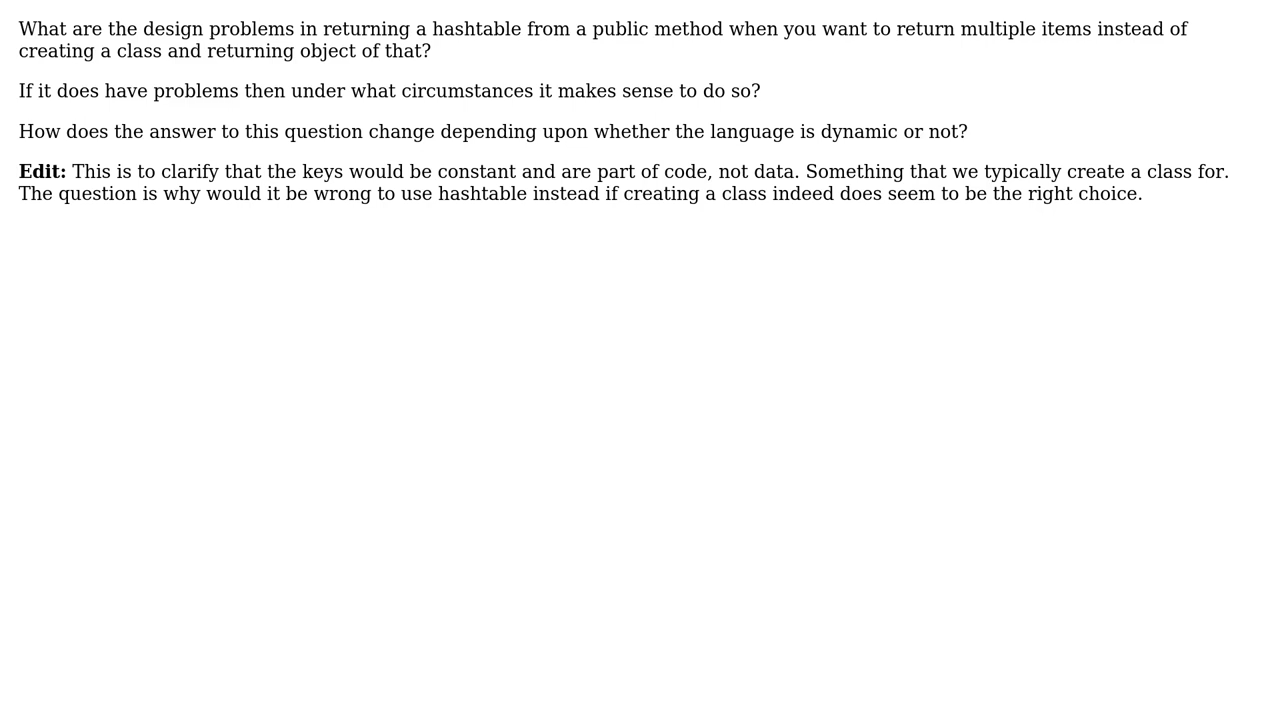 What are the design problems in returning a hashtable from a public method when you want to return multiple items instead of
creating a class and returning object of that?
If it does have problems then under what circumstances it makes sense to do so?
How does the answer to this question change depending upon whether the language is dynamic or not?
Edit: This is to clarify that the keys would be constant and are part of code, not data. Something that we typically create a class for.
The question is why would it be wrong to use hashtable instead if creating a class indeed does seem to be the right choice.